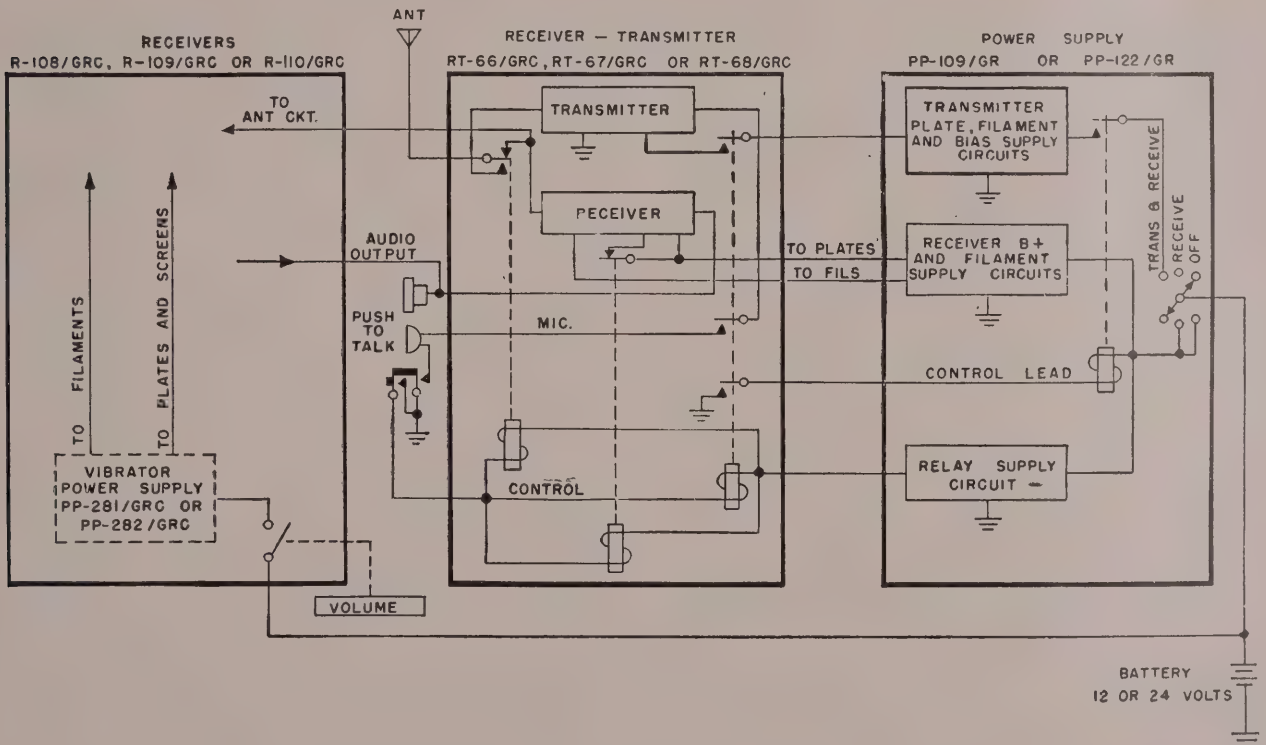 RECEIVERS
R-108/GRC, R-109/GRC OR R-110/GRC
ANT
RECEIVER — TRANSMITTER
RT-66/GRC, RT-67/GRC OR RT-68/GRC
POWER SUPPLY
PP-109/GR OR PP-122/GR
TO
ANT CKT.
TO FILAMENTS
TO PLATES AND SCREENS
VIBRATOR
POWER SUPPLY
PP-281/GRC OR
PP-282/GRC
VOLUME
AUDIO
OUTPUT
PUSH
TO
TALK
TRANSMITTER
PECEIVER
MIC.
CONTROL
TO PLATES
TO FILS
CONTROL LEAD
TRANSMITTER
PLATE, FILAMENT
AND BIAS SUPPLY
CIRCUITS
RECEIVER B+
AND FILAMENT
SUPPLY CIRCUITS
RELAY SUPPLY
CIRCUIT
TRANS & RECEIVE
RECEIVE
OFF
BATTERY
12 OR 24 VOLTS